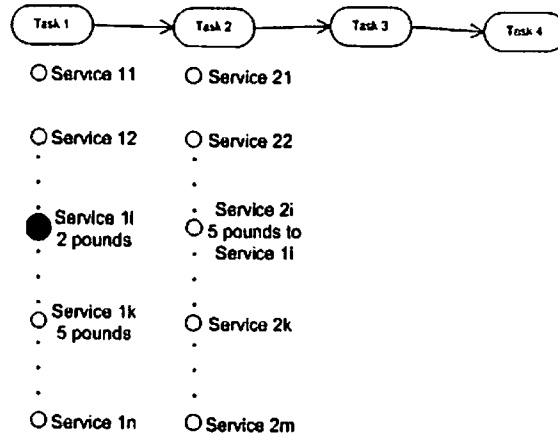 Task 1
Task 2
Task 3
Task 4
Service 11
Service 21
Service 12
Service 22
Service 1i
2 pounds
Service 2i
5 pounds to
Service 1i
Service 1k
5 pounds
Service 2k
Service 1n
Service 2m